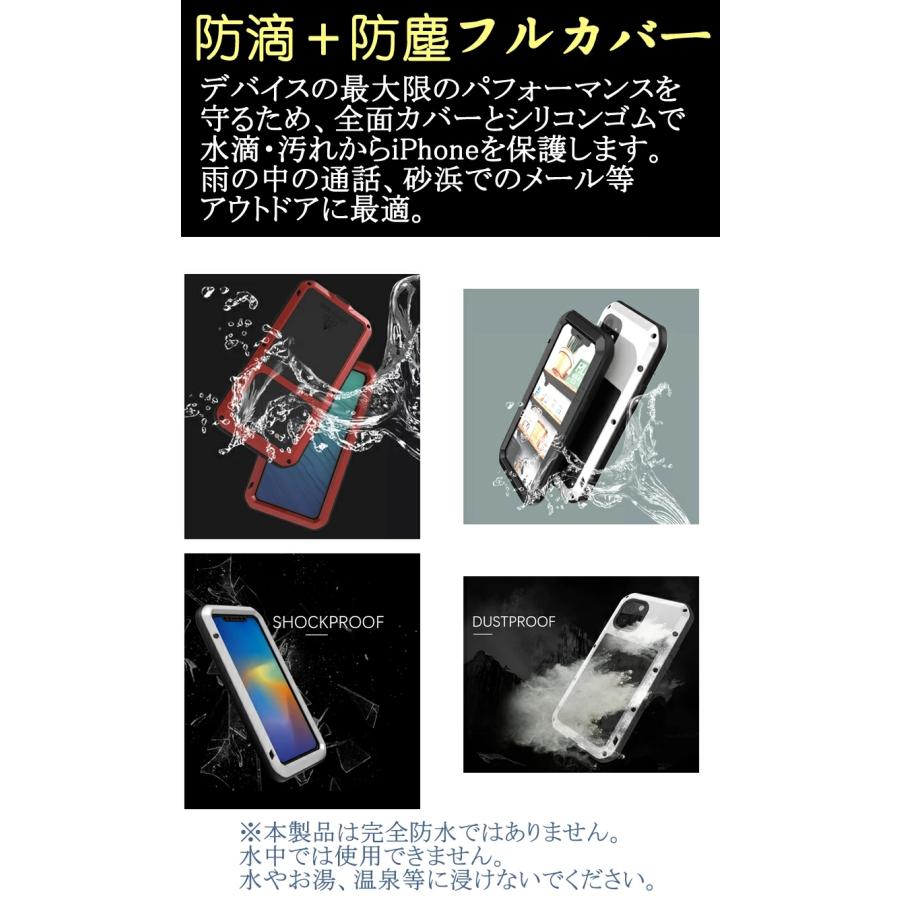 防滴＋防塵フルカバー
デバイスの最大限のパフォーマンスを
守るため、全面カバーとシリコンゴムで
水滴・汚れからiPhoneを保護します。
雨の中の通話、砂浜でのメール等
アウトドアに最適。
SHOCKPROOF
DUSTPROOF
※本製品は完全防水ではありません。
水中では使用できません。
水やお湯、温泉等に浸けないでください。